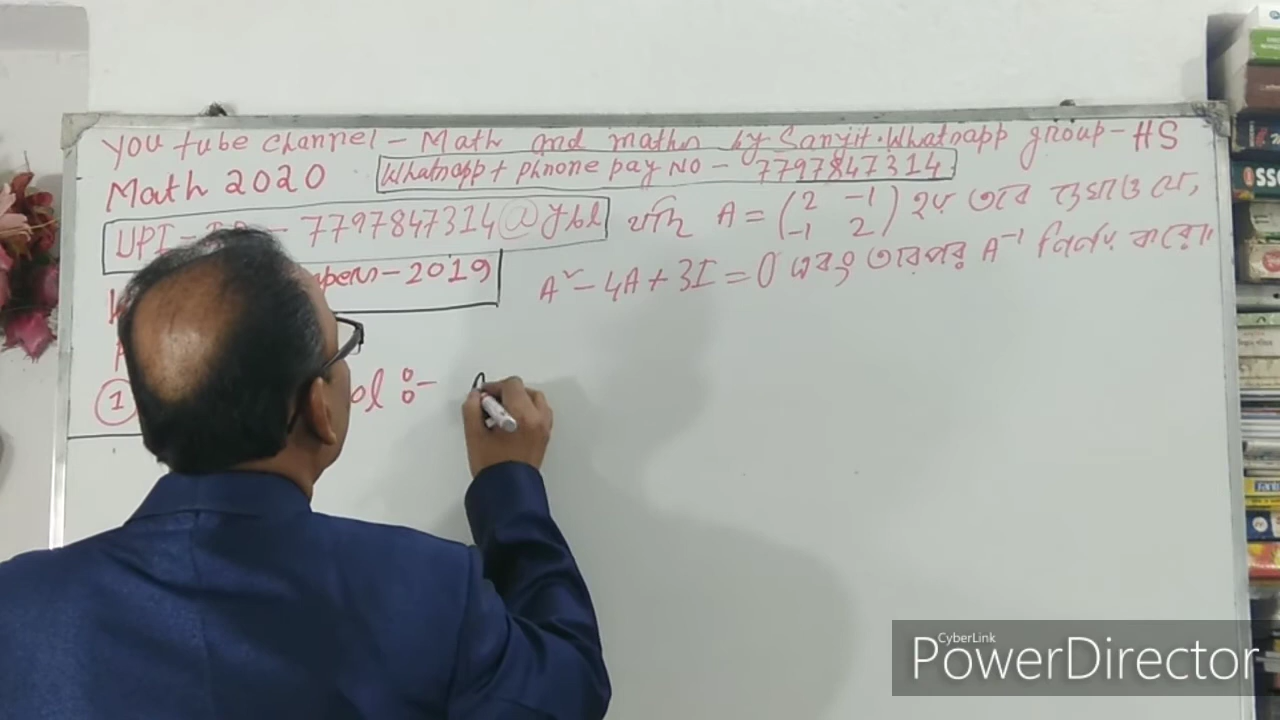 You tube channel - Math and maths by Sanjit. Whatsapp group - HS
Math 2020
Whatsapp + Phnone pay NO - 7797847314
UPI - - 7797847314@ybl
যদি A = (2 -1 -1 2) হয় তবে দেখাও যে,
- 2019
A² - 4A + 3I = 0 এবং তারপর A⁻¹ নির্ণয় করো।
1
ol :-
CyberLink
PowerDirector
SSC